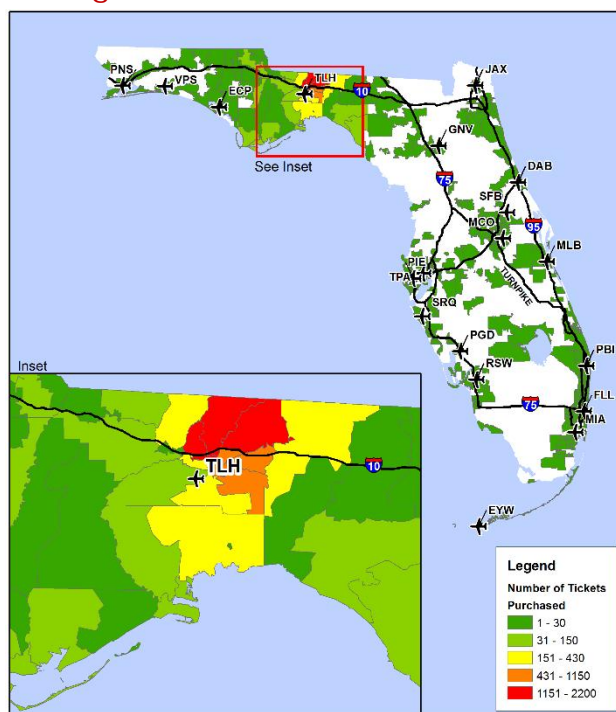 PNS
VPS
ECP
TLH
10
JAX
GNV
See Inset
75
DAB
SFB
MCO
95
PIE
TPA
MLB
TURNPIKE
SRQ
PGD
PBI
RSW
Inset
75
FLL
MIA
TLH
10
EYW
Legend
Number of Tickets
Purchased
1 - 30
31 - 150
151 - 430
431 - 1150
1151 - 2200